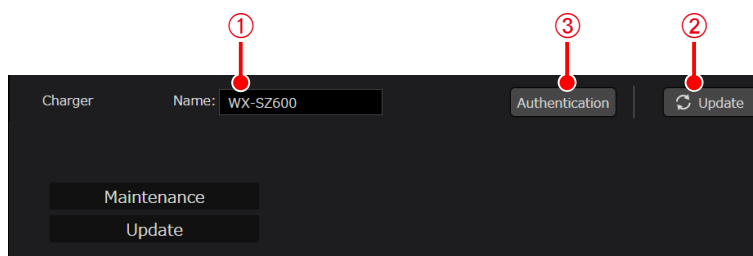 ① ③ ②
Charger Name: WX-SZ600 Authentication Update
Maintenance
Update